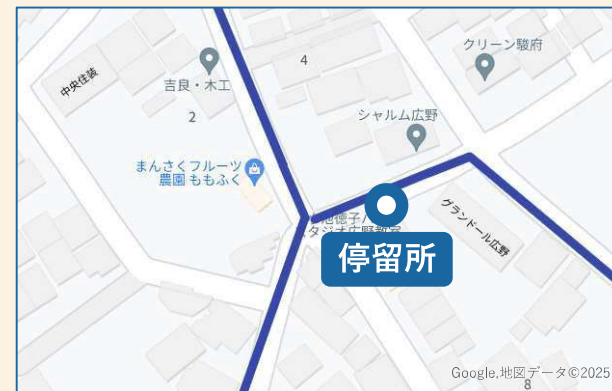 クリーン駿府
4
中央住装
吉良・木工
シャルム広野
2
まんさくフルーツ
農園 ももふく
グランドール広野
停留所
8
Google,地図データ©2025